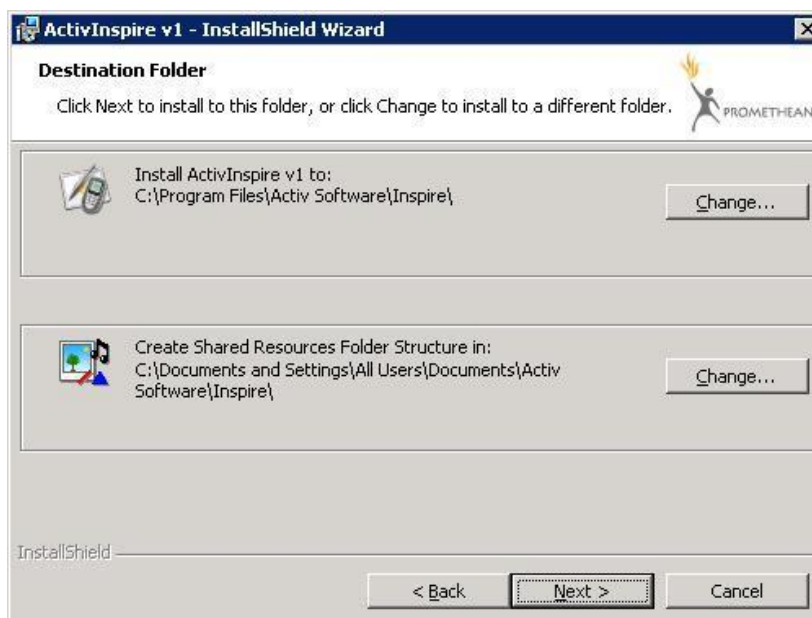 ActivInspire v1 - InstallShield Wizard
Destination Folder
Click Next to install to this folder, or click Change to install to a different folder.
PROMETHEAN
Install ActivInspire v1 to:
C:\Program Files\Activ Software\Inspire\
Change...
Create Shared Resources Folder Structure in:
C:\Documents and Settings\All Users\Documents\Activ
Software\Inspire\
Change...
InstallShield
< Back
Next >
Cancel